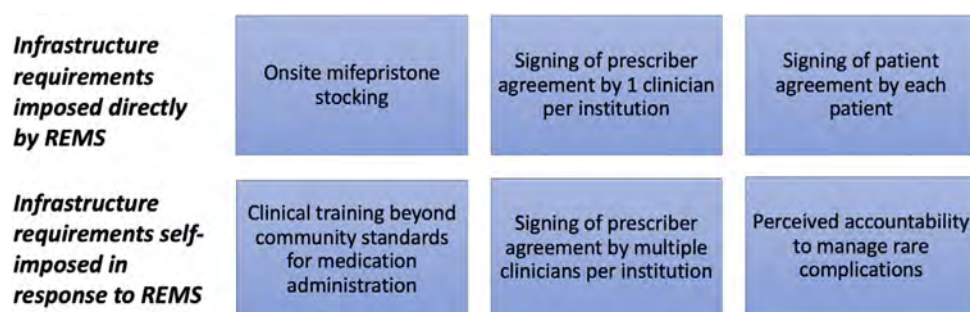 Infrastructure
requirements
imposed directly
by REMS
Onsite mifepristone
stocking
Signing of prescriber
agreement by 1 clinician
per institution
Signing of patient
agreement by each
patient
Infrastructure
requirements self-
imposed in
response to REMS
Clinical training beyond
community standards
for medication
administration
Signing of prescriber
agreement by multiple
clinicians per institution
Perceived accountability
to manage rare
complications